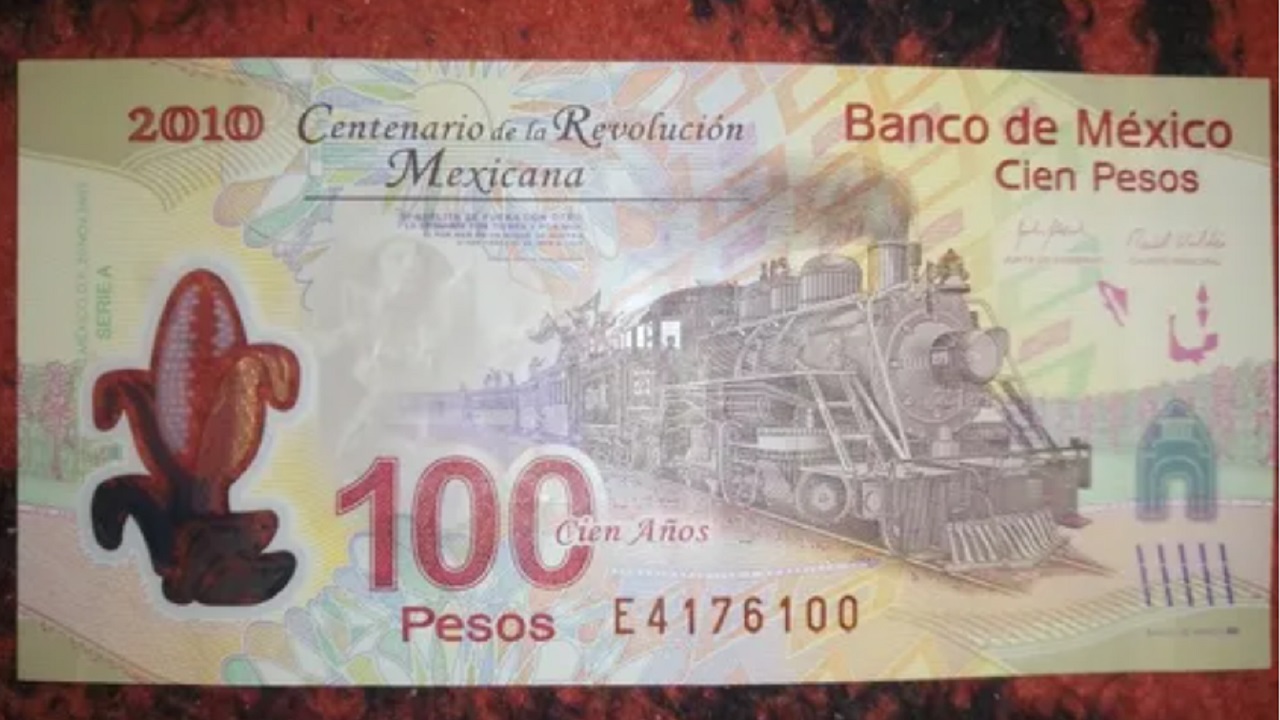 2010
Centenario de la Revolución
Mexicana
Banco de México
Cien Pesos
SERIE A
100
Cien Años
Pesos
E4176100